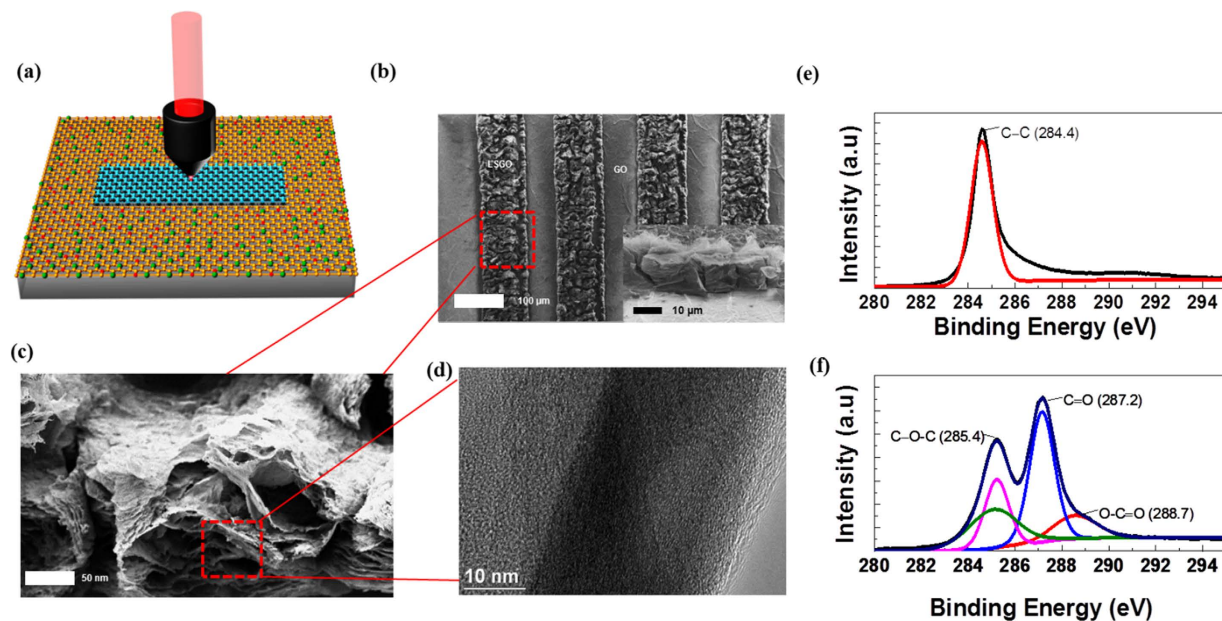 (a)
(b)
LSGO
GO
100 µm
10 µm
(c)
50 nm
(d)
10 nm
(e)
Intensity (a.u)
C–C (284.4)
280 282 284 286 288 290 292 294
Binding Energy (eV)
(f)
Intensity (a.u)
C–O-C (285.4)
C=O (287.2)
O-C=O (288.7)
280 282 284 286 288 290 292 294
Binding Energy (eV)